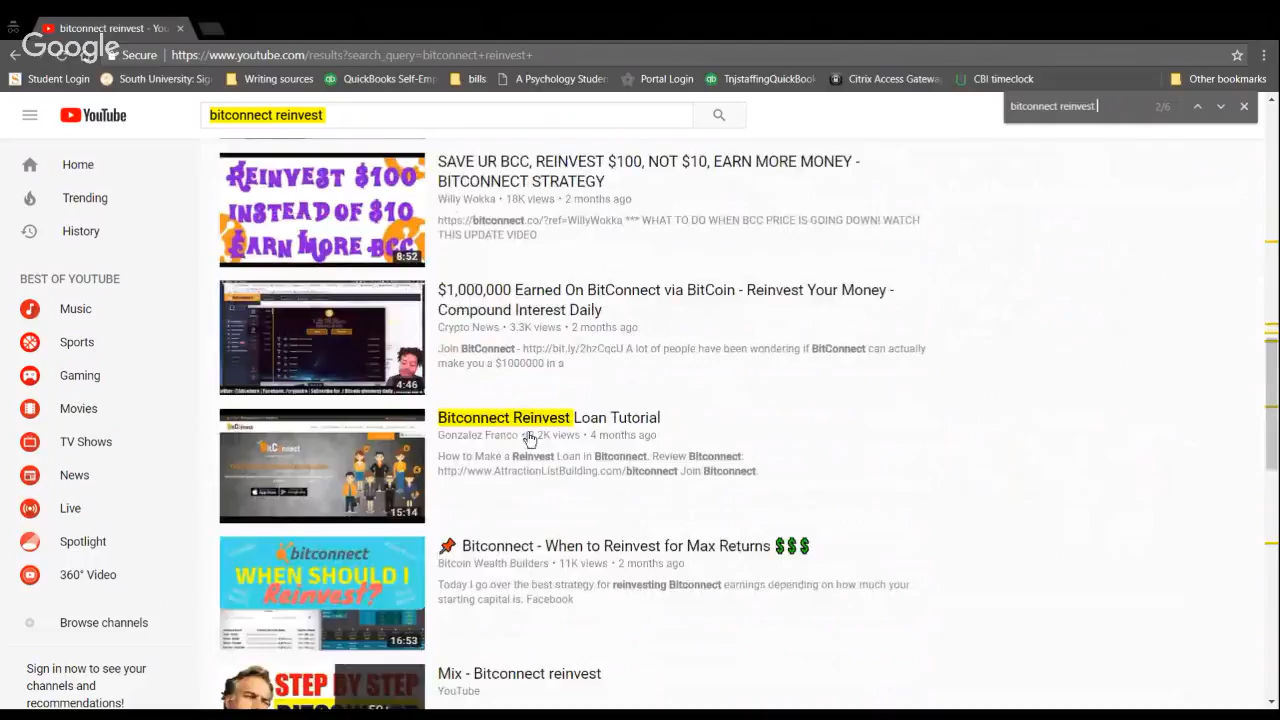 bitconnect reinvest - You
Google
Secure https://www.youtube.com/results?search_query=bitconnect+reinvest+
Student Login South University: Sig Writing sources QuickBooks Self-Emp bills A Psychology Studen Portal Login TnjstaffingQuickBook Citrix Access Gateway CBI timeclock Other bookmarks
bitconnect reinvest 2/6
YouTube bitconnect reinvest
Home
Trending
History
BEST OF YOUTUBE
Music
Sports
Gaming
Movies
TV Shows
News
Live
Spotlight
360° Video
Browse channels
Sign in now to see your
channels and
recommendations!
REINVEST $100
INSTEAD OF $10
EARN MORE BCC
8:52
SAVE UR BCC, REINVEST $100, NOT $10, EARN MORE MONEY -
BITCONNECT STRATEGY
Willy Wokka • 18K views • 2 months ago
https://bitconnect.co/?ref=WillyWokka *** WHAT TO DO WHEN BCC PRICE IS GOING DOWN! WATCH
THIS UPDATE VIDEO
4:46
$1,000,000 Earned On BitConnect via BitCoin - Reinvest Your Money -
Compound Interest Daily
Crypto News • 3.3K views • 2 months ago
Join BitConnect - http://bit.ly/2hzCqcU A lot of people have been wondering if BitConnect can actually
make you a $1000000 in a
BitConnect
15:14
Bitconnect Reinvest Loan Tutorial
Gonzalez Franco 2K views • 4 months ago
How to Make a Reinvest Loan in Bitconnect. Review Bitconnect:
http://www.AttractionListBuilding.com/bitconnect Join Bitconnect.
bitconnect
WHEN SHOULD I
Reinvest?
16:53
📌 Bitconnect - When to Reinvest for Max Returns 💲💲💲
Bitcoin Wealth Builders • 11K views • 2 months ago
Today I go over the best strategy for reinvesting Bitconnect earnings depending on how much your
starting capital is. Facebook
STEP BY STEP
Mix - Bitconnect reinvest
YouTube